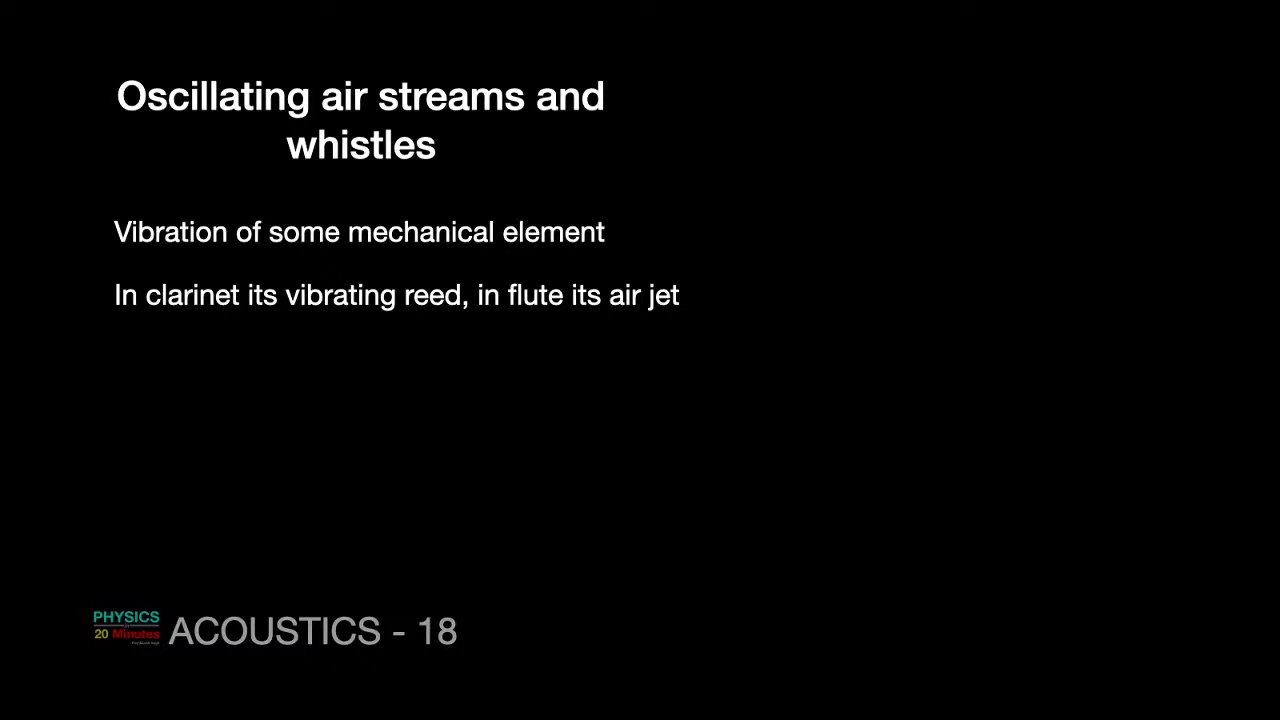 Oscillating air streams and
whistles
Vibration of some mechanical element
In clarinet its vibrating reed, in flute its air jet
PHYSICS
20 Minutes
ACOUSTICS - 18